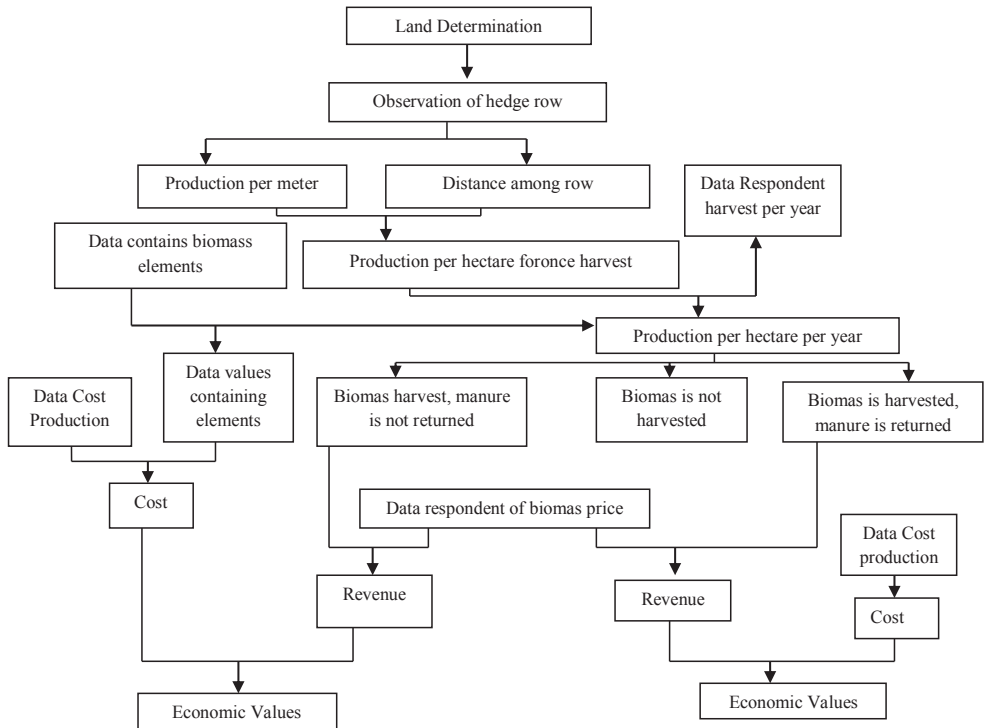 Land Determination
Observation of hedge row
Production per meter
Distance among row
Data Respondent
harvest per year
Data contains biomass
elements
Production per hectare foronce harvest
Production per hectare per year
Data Cost
Production
Data values
containing
elements
Biomas harvest, manure
is not returned
Biomas is not
harvested
Biomas is harvested,
manure is returned
Cost
Data respondent of biomas price
Data Cost
production
Revenue
Revenue
Cost
Economic Values
Economic Values